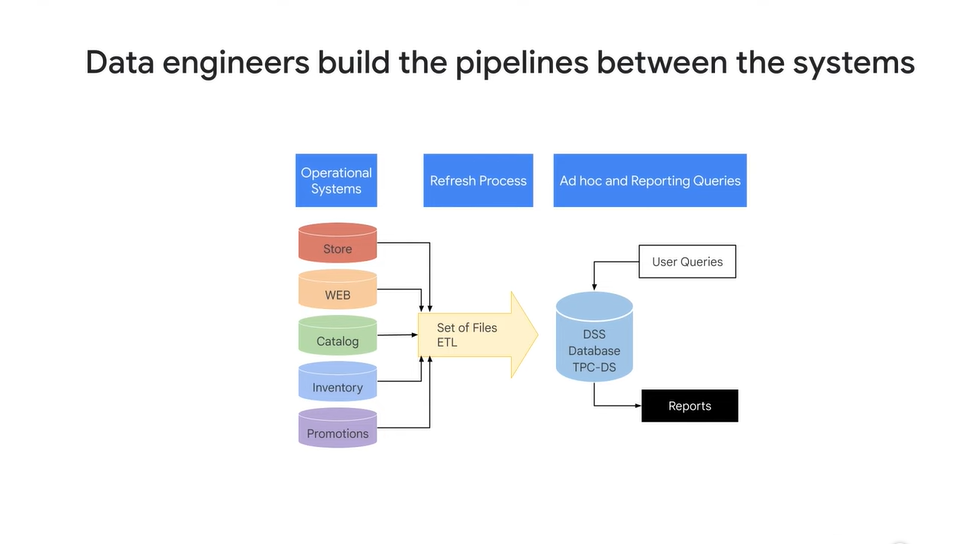 Data engineers build the pipelines between the systems
Operational
Systems
Refresh Process
Ad hoc and Reporting Queries
Store
WEB
Catalog
Inventory
Promotions
Set of Files
ETL
User Queries
DSS
Database
TPC-DS
Reports